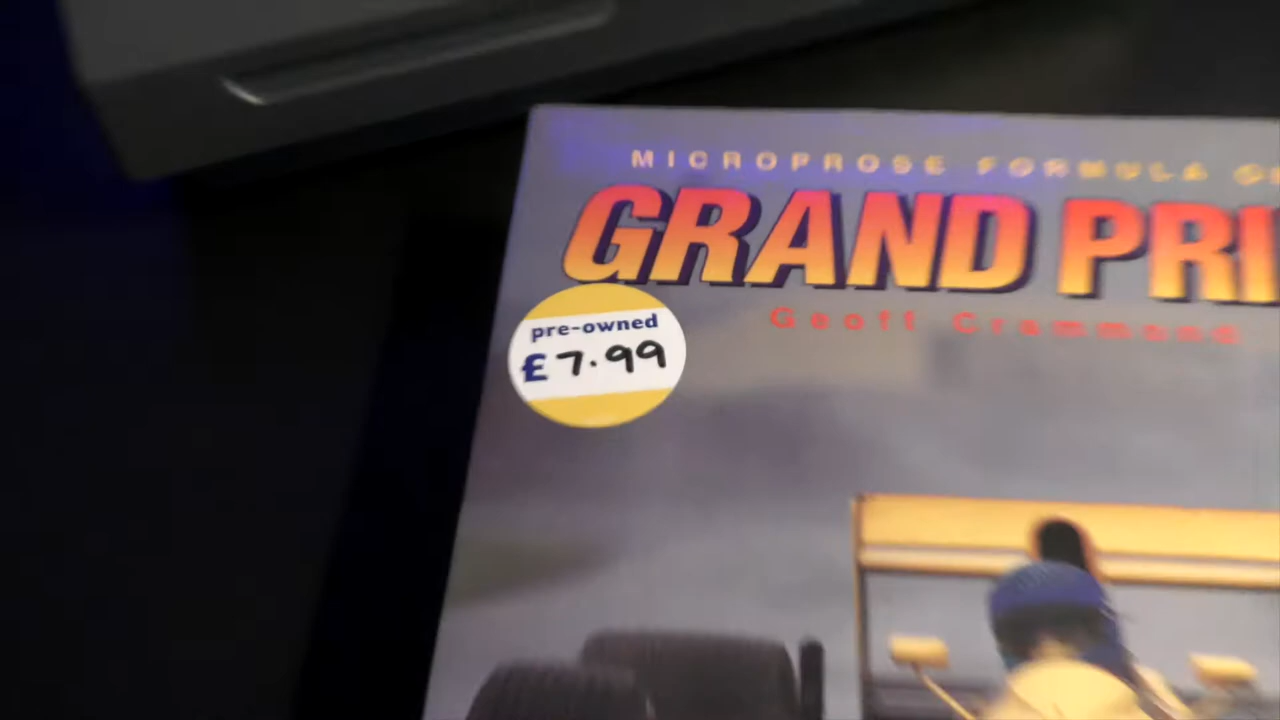 MICROPROSE FORMULA
GRAND PRI
Geoff Crammond
pre-owned
£7.99